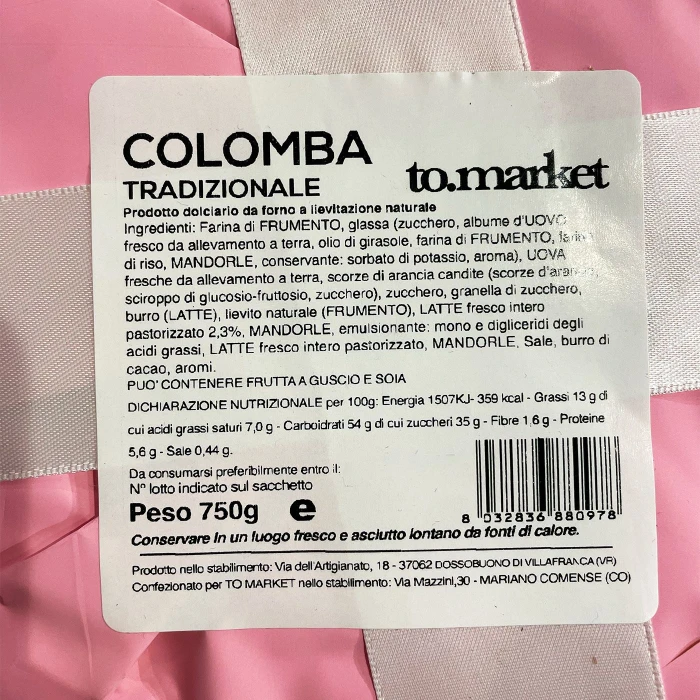 COLOMBA
TRADIZIONALE
to.market
Prodotto dolciario da forno a lievitazione naturale
Ingredienti: Farina di FRUMENTO, glassa (zucchero, albume d'UOVO
fresco da allevamento a terra, olio di girasole, farina di FRUMENTO, farina
di riso, MANDORLE, conservante: sorbato di potassio, aroma), UOVA
fresche da allevamento a terra, scorze di arancia candite (scorze d'arancia,
sciroppo di glucosio-fruttosio, zucchero), zucchero, granella di zucchero,
burro (LATTE), lievito naturale (FRUMENTO), LATTE fresco intero
pastorizzato 2,3%, MANDORLE, emulsionante: mono e digliceridi degli
acidi grassi, LATTE fresco intero pastorizzato, MANDORLE, Sale, burro di
cacao, aromi.
PUO' CONTENERE FRUTTA A GUSCIO E SOIA
DICHIARAZIONE NUTRIZIONALE per 100g: Energia 1507KJ- 359 kcal - Grassi 13 g di
cui acidi grassi saturi 7,0 g - Carboidrati 54 g di cui zuccheri 35 g - Fibre 1,6 g - Proteine
5,6 g - Sale 0,44 g.
Da consumarsi preferibilmente entro il:
N° lotto indicato sul sacchetto
Peso 750g e
8 032836 880978
Conservare in un luogo fresco e asciutto lontano da fonti di calore.
Prodotto nello stabilimento: Via dell'Artigianato, 18 - 37062 DOSSOBUONO DI VILLAFRANCA (VR)
Confezionato per TO MARKET nello stabilimento: Via Mazzini,30 - MARIANO COMENSE (CO)